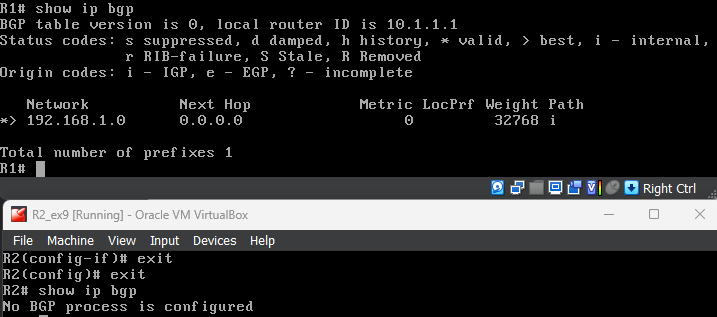 R1# show ip bgp
BGP table version is 0, local router ID is 10.1.1.1
Status codes: s suppressed, d damped, h history, * valid, > best, i - internal,
              r RIB-failure, S Stale, R Removed
Origin codes: i - IGP, e - EGP, ? - incomplete

   Network          Next Hop            Metric LocPrf Weight Path
*> 192.168.1.0      0.0.0.0                  0         32768 i

Total number of prefixes 1
R1#
Right Ctrl
R2_ex9 [Running] - Oracle VM VirtualBox
File Machine View Input Devices Help
R2(config-if)# exit
R2(config)# exit
R2# show ip bgp
No BGP process is configured